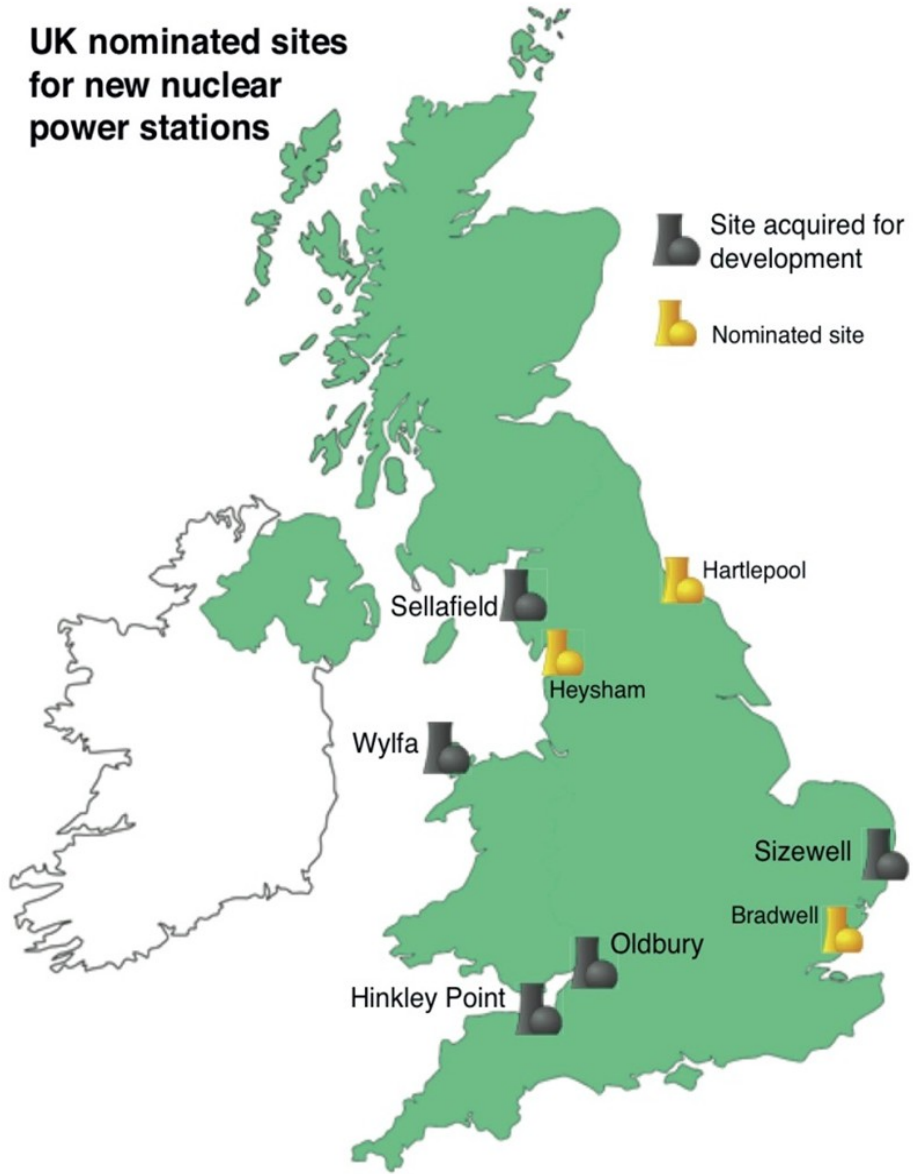 UK nominated sites
for new nuclear
power stations
Site acquired for
development
Nominated site
Hartlepool
Sellafield
Heysham
Wylfa
Sizewell
Bradwell
Oldbury
Hinkley Point